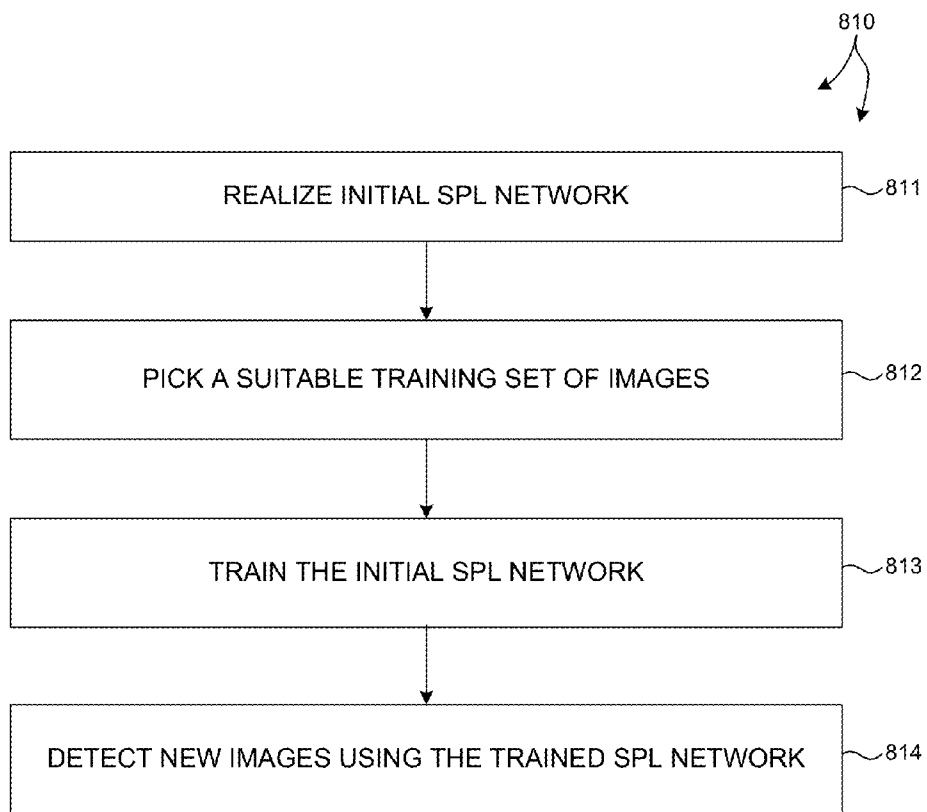 810
REALIZE INITIAL SPL NETWORK
811
PICK A SUITABLE TRAINING SET OF IMAGES
812
TRAIN THE INITIAL SPL NETWORK
813
DETECT NEW IMAGES USING THE TRAINED SPL NETWORK
814